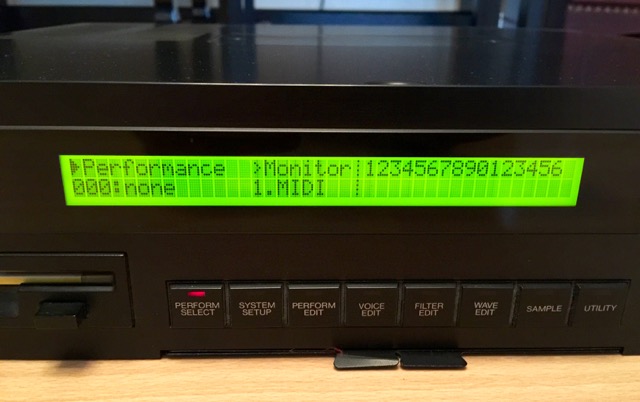 ▶Performance >Monitor¦1234567890123456
000:none 1.MIDI ¦
PERFORM SELECT
SYSTEM SETUP
PERFORM EDIT
VOICE EDIT
FILTER EDIT
WAVE EDIT
SAMPLE
UTILITY